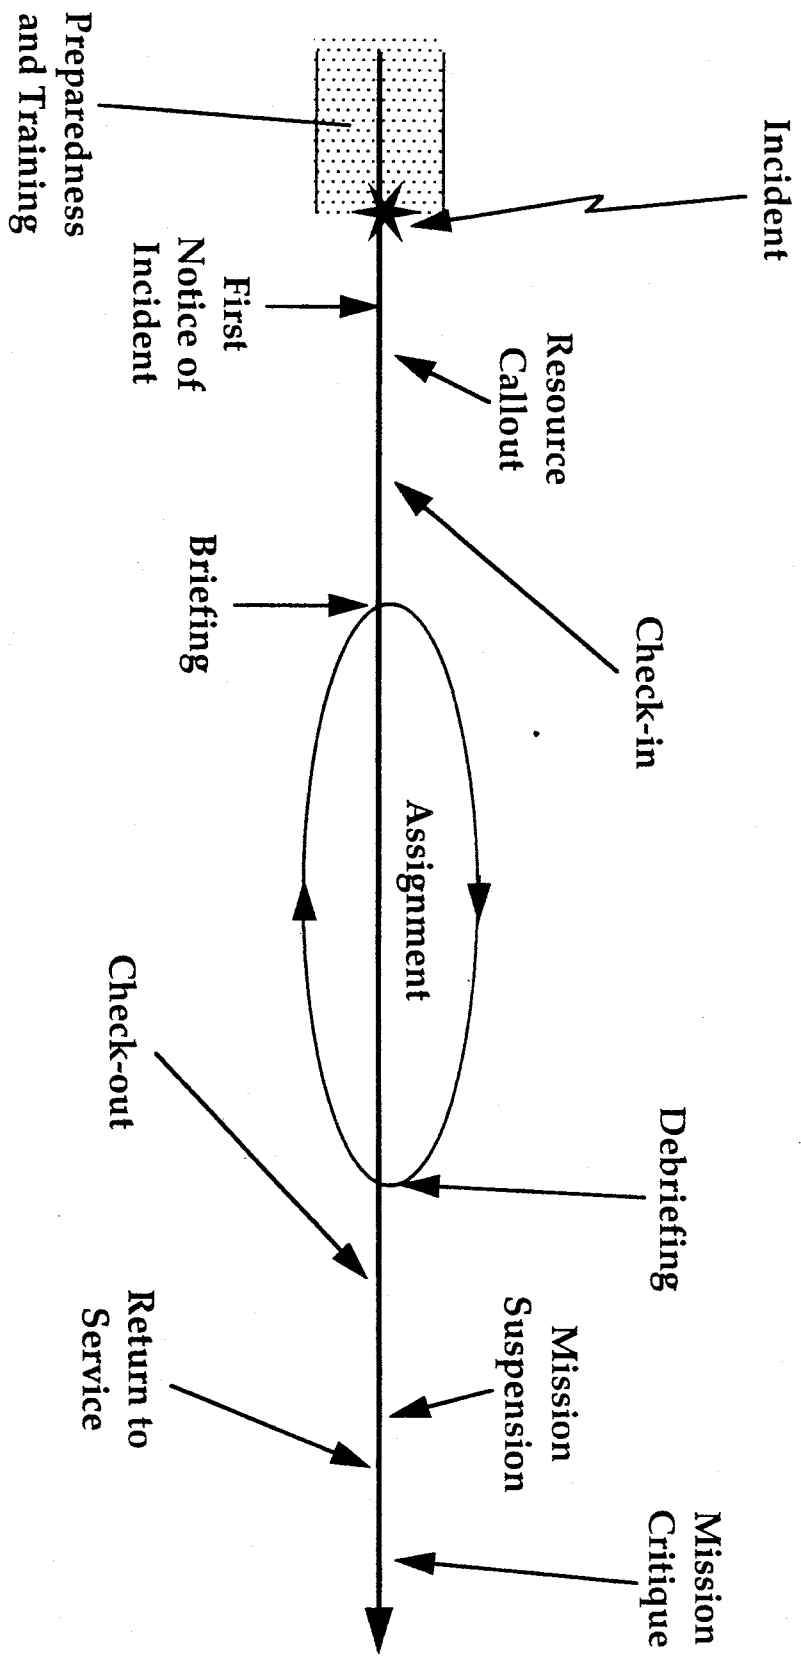 Incident
Preparedness
and Training
First
Notice of
Incident
Resource
Callout
Check-in
Briefing
Assignment
Debriefing
Check-out
Mission
Suspension
Return to
Service
Mission
Critique